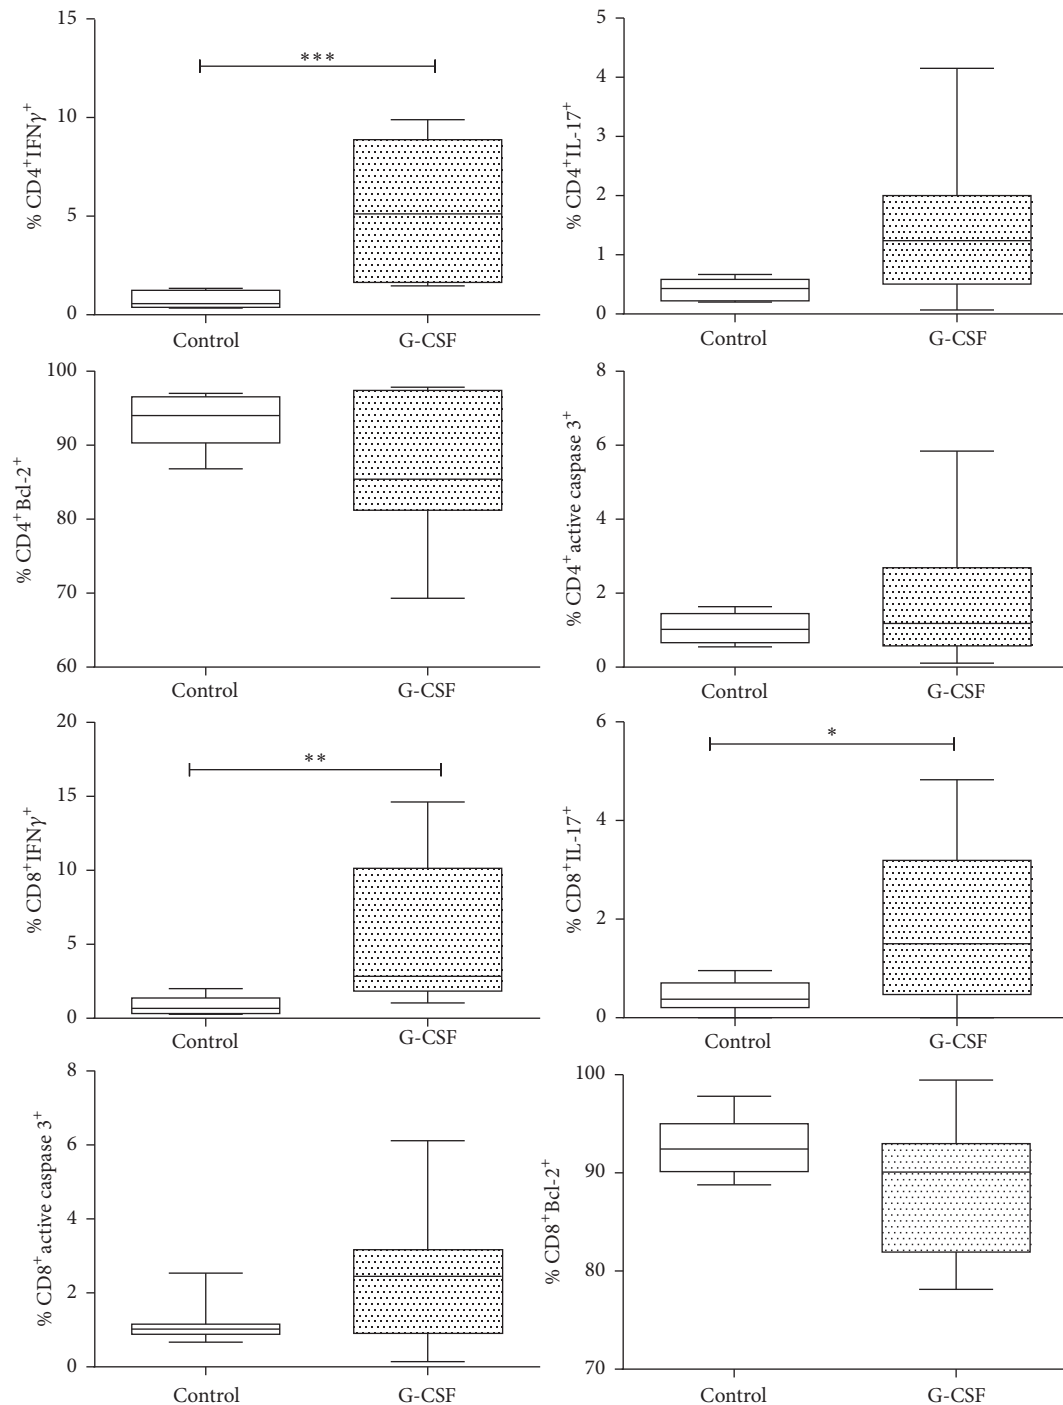 15
10
5
0
% CD4+IFNγ+
***
Control
G-CSF
5
4
3
2
1
0
% CD4+IL-17+
Control
G-CSF
100
90
80
70
60
% CD4+Bcl-2+
Control
G-CSF
8
6
4
2
0
% CD4+active caspase 3+
Control
G-CSF
20
15
10
5
0
% CD8+IFNγ+
**
Control
G-CSF
6
4
2
0
% CD8+IL-17+
*
Control
G-CSF
8
6
4
2
0
% CD8+active caspase 3+
Control
G-CSF
100
90
80
70
% CD8+Bcl-2+
Control
G-CSF